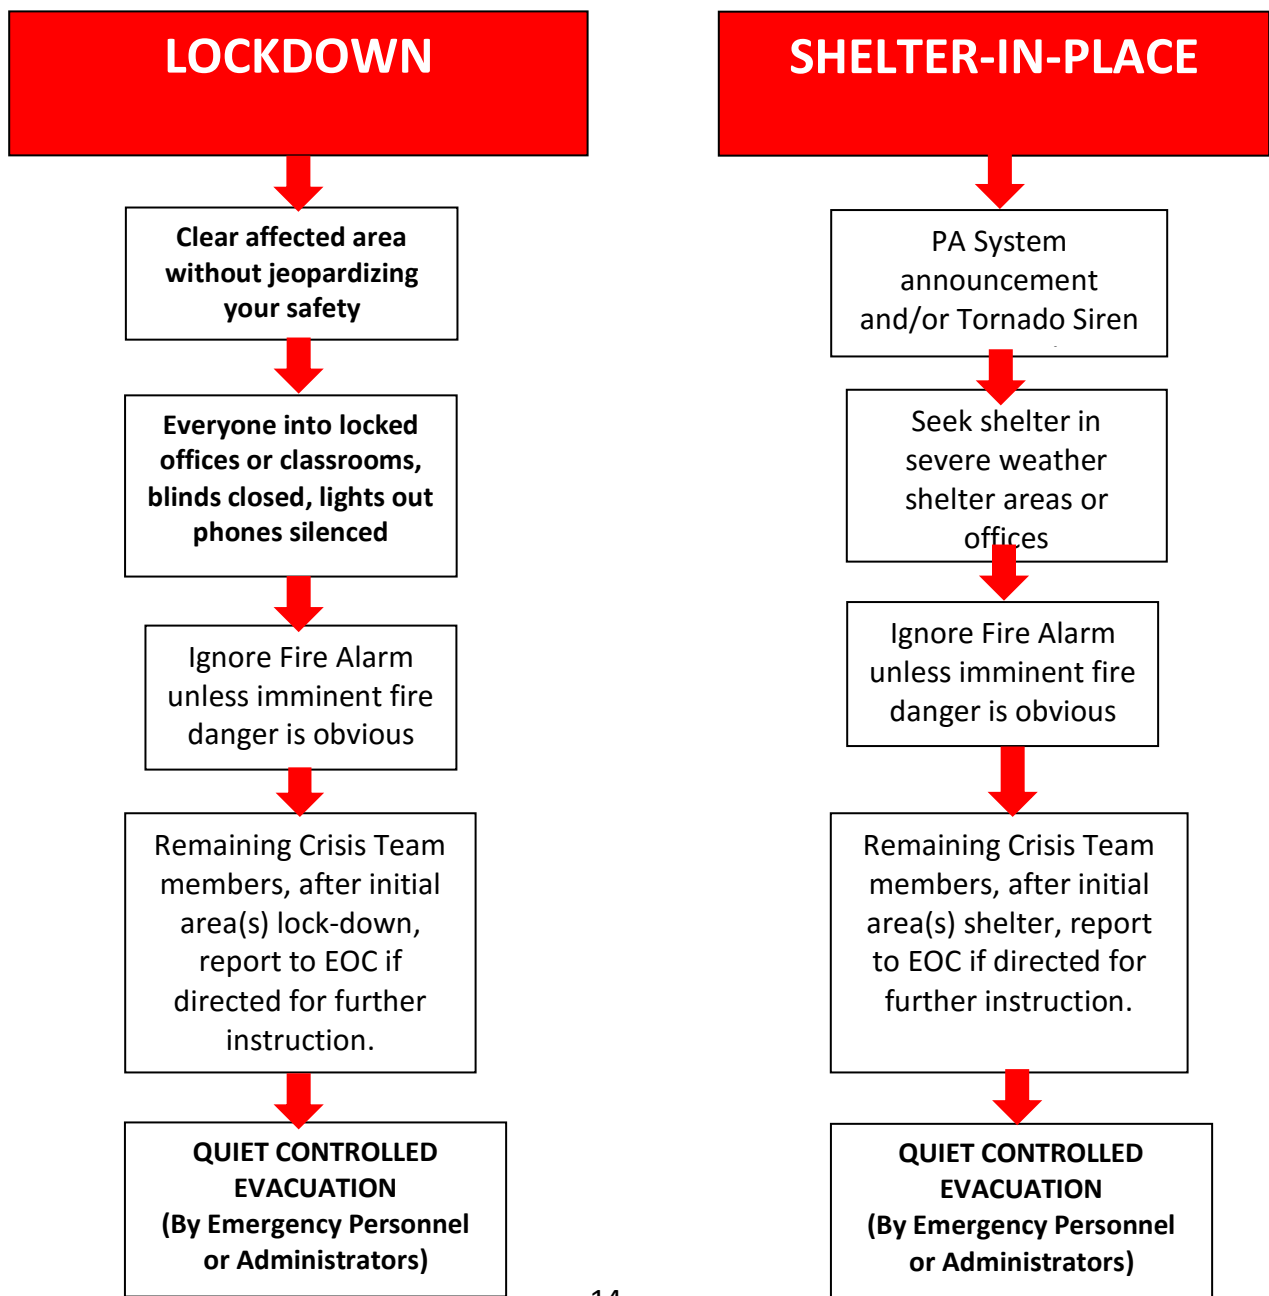 LOCKDOWN
Clear affected area
without jeopardizing
your safety
Everyone into locked
offices or classrooms,
blinds closed, lights out
phones silenced
Ignore Fire Alarm
unless imminent fire
danger is obvious
Remaining Crisis Team
members, after initial
area(s) lock-down,
report to EOC if
directed for further
instruction.
QUIET CONTROLLED
EVACUATION
(By Emergency Personnel
or Administrators)
SHELTER-IN-PLACE
PA System
announcement
and/or Tornado Siren
Seek shelter in
severe weather
shelter areas or
offices
Ignore Fire Alarm
unless imminent fire
danger is obvious
Remaining Crisis Team
members, after initial
area(s) shelter, report
to EOC if directed for
further instruction.
QUIET CONTROLLED
EVACUATION
(By Emergency Personnel
or Administrators)
14